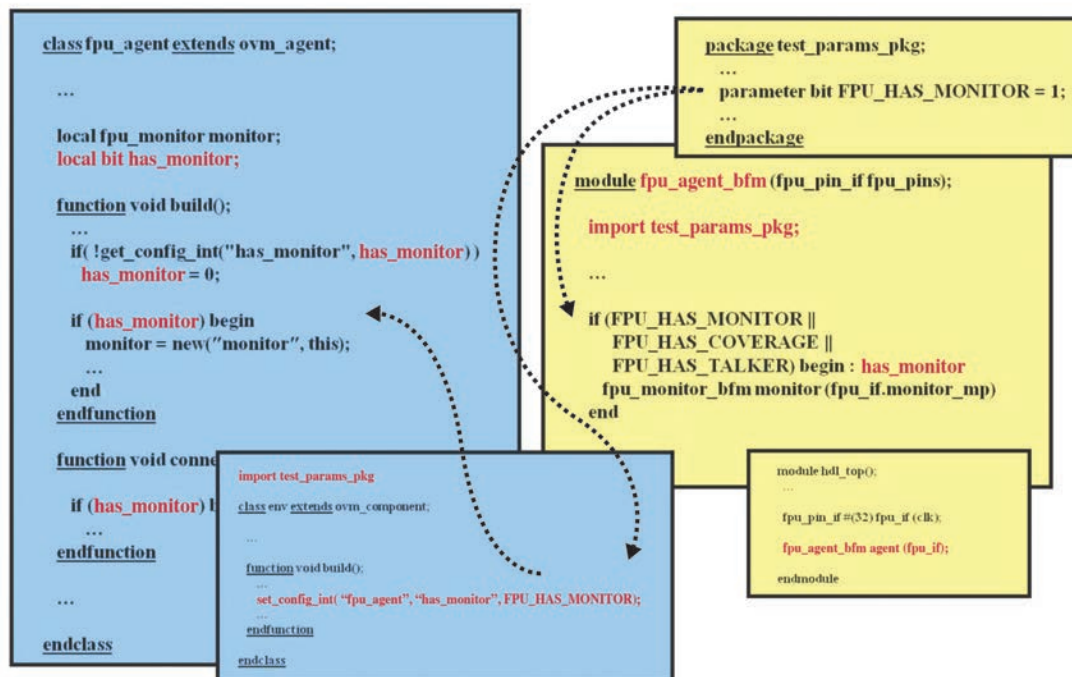 class fpu_agent extends ovm_agent;
…
local fpu_monitor monitor;
local bit has_monitor;
function void build();
…
if( !get_config_int("has_monitor", has_monitor) )
has_monitor = 0;
if (has_monitor) begin
monitor = new("monitor", this);
…
end
endfunction
function void conne
if (has_monitor) b
…
endfunction
…
endclass
import test_params_pkg
class env extends ovm_component;
…
function void build();
…
set_config_int( “fpu_agent”, “has_monitor”, FPU_HAS_MONITOR);
…
endfunction
endclass
package test_params_pkg;
…
parameter bit FPU_HAS_MONITOR = 1;
…
endpackage
module fpu_agent_bfm (fpu_pin_if fpu_pins);
import test_params_pkg;
…
if (FPU_HAS_MONITOR ||
FPU_HAS_COVERAGE ||
FPU_HAS_TALKER) begin : has_monitor
fpu_monitor_bfm monitor (fpu_if.monitor_mp)
end
module hdl_top();
…
fpu_pin_if #(32) fpu_if (clk);
fpu_agent_bfm agent (fpu_if);
endmodule